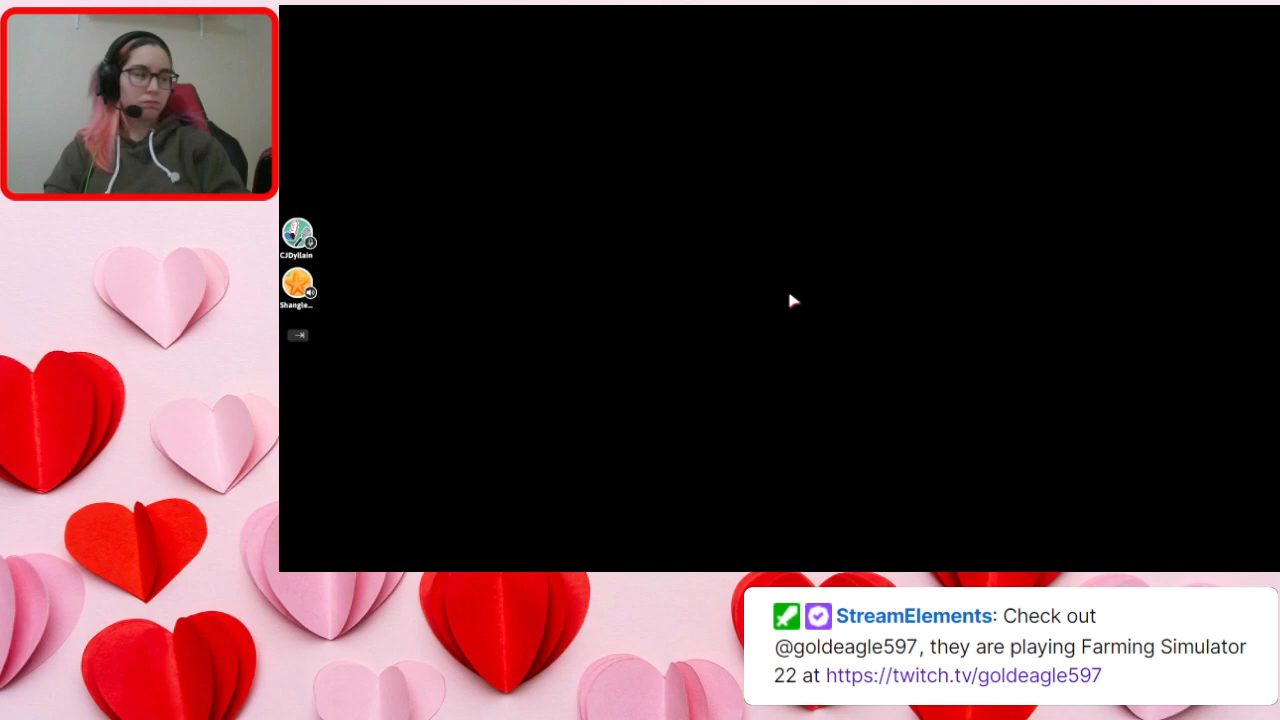 CJDyllain
Shangle...
StreamElements: Check out
@goldeagle597, they are playing Farming Simulator
22 at https://twitch.tv/goldeagle597